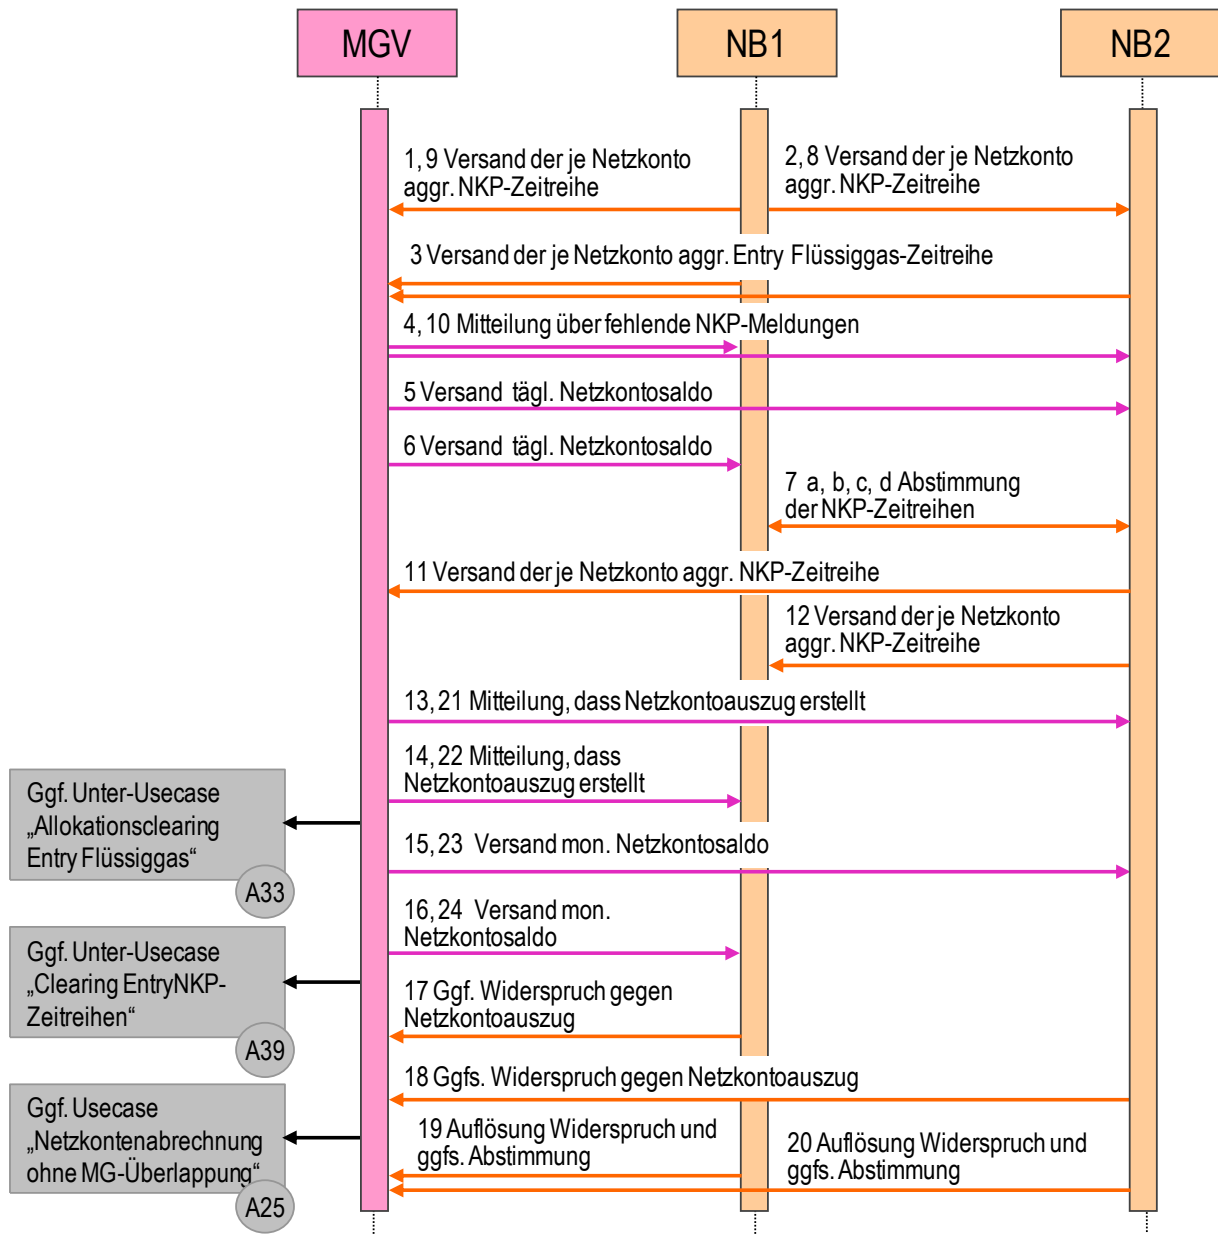 MGV
NB1
NB2
1, 9 Versand der je Netzkonto
aggr. NKP-Zeitreihe
2, 8 Versand der je Netzkonto
aggr. NKP-Zeitreihe
3 Versand der je Netzkonto aggr. Entry Flüssiggas-Zeitreihe
4, 10 Mitteilung über fehlende NKP-Meldungen
5 Versand tägl. Netzkontosaldo
6 Versand tägl. Netzkontosaldo
7 a, b, c, d Abstimmung
der NKP-Zeitreihen
11 Versand der je Netzkonto aggr. NKP-Zeitreihe
12 Versand der je Netzkonto
aggr. NKP-Zeitreihe
13, 21 Mitteilung, dass Netzkontoauszug erstellt
14, 22 Mitteilung, dass
Netzkontoauszug erstellt
Ggf. Unter-Usecase
„Allokationsclearing
Entry Flüssiggas“
A33
15, 23 Versand mon. Netzkontosaldo
16, 24 Versand mon.
Netzkontosaldo
Ggf. Unter-Usecase
„Clearing EntryNKP-
Zeitreihen“
A39
17 Ggf. Widerspruch gegen
Netzkontoauszug
18 Ggfs. Widerspruch gegen Netzkontoauszug
Ggf. Usecase
„Netzkontenabrechnung
ohne MG-Überlappung“
A25
19 Auflösung Widerspruch und
ggfs. Abstimmung
20 Auflösung Widerspruch und
ggfs. Abstimmung